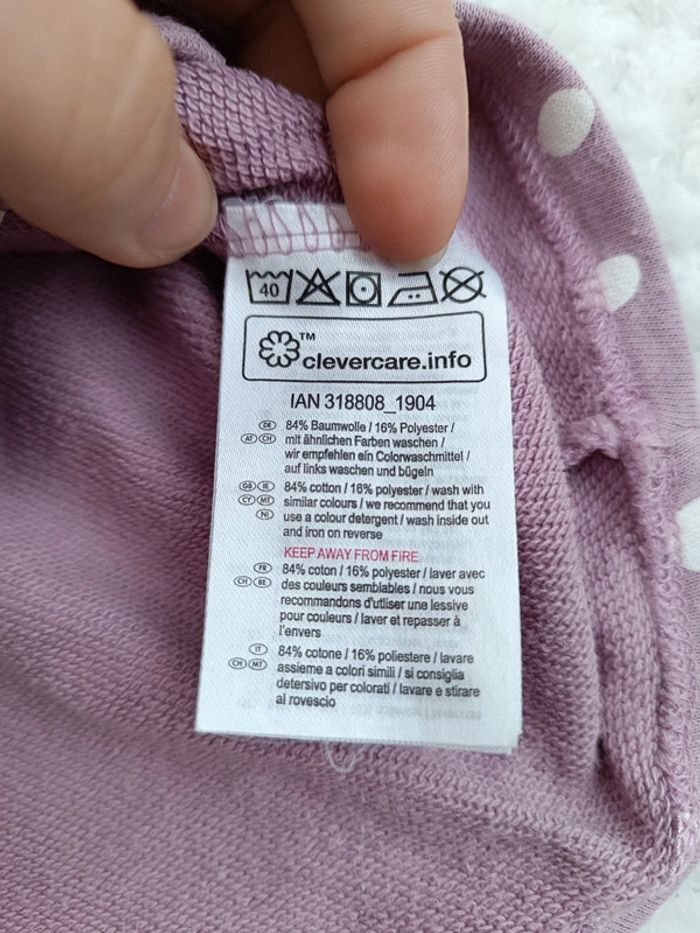 40
™
clevercare.info
IAN 318808_1904
DE 84% Baumwolle / 16% Polyester /
AT CH mit ähnlichen Farben waschen /
wir empfehlen ein Colorwaschmittel /
auf links waschen und bügeln
GB IE 84% cotton / 16% polyester / wash with
CY MT similar colours / we recommend that you
NI use a colour detergent / wash inside out
and iron on reverse
KEEP AWAY FROM FIRE
FR 84% coton / 16% polyester / laver avec
CH BE des couleurs semblables / nous vous
recommandons d'utliser une lessive
pour couleurs / laver et repasser à
l'envers
IT 84% cotone / 16% poliestere / lavare
CH MT assieme a colori simili / si consiglia
detersivo per colorati / lavare e stirare
al rovescio